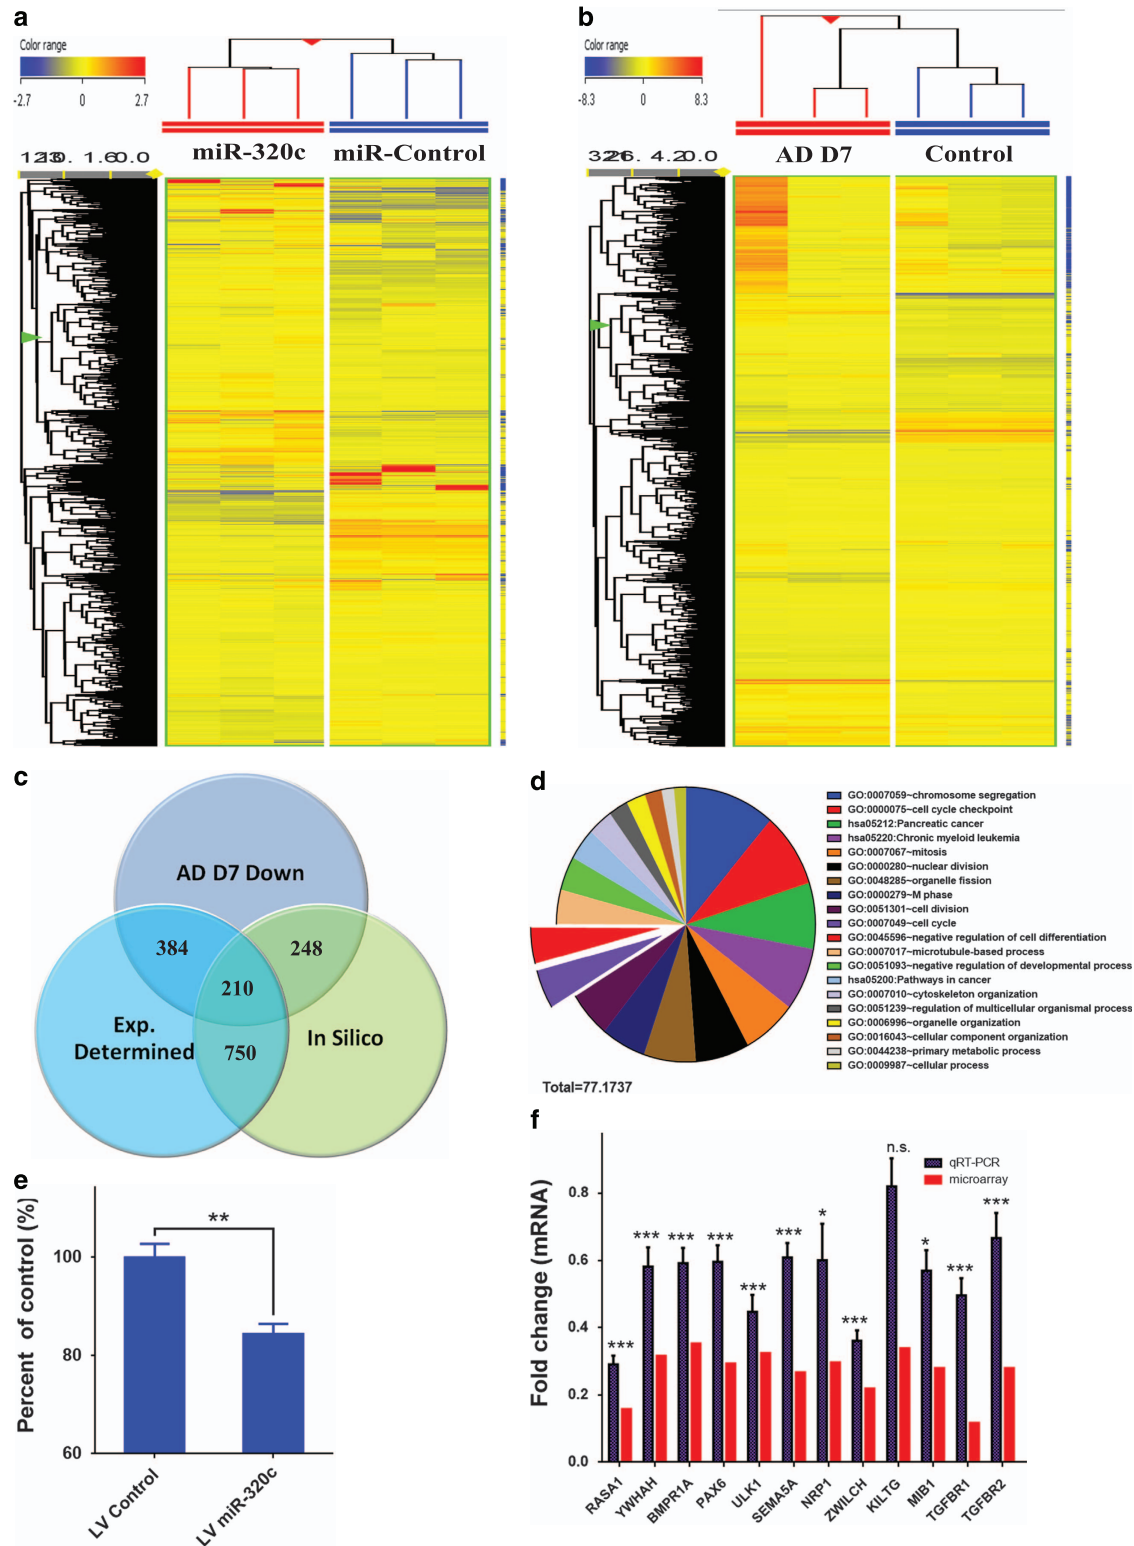 a
Color range
-2.7 0 2.7
miR-320c miR-Control
1.6 0.0
b
Color range
-8.3 0 8.3
AD D7 Control
4.2 0.0
c
AD D7 Down
384
248
210
Exp.
Determined
750
In Silico
d
GO:0007059~chromosome segregation
GO:0000075~cell cycle checkpoint
hsa05212:Pancreatic cancer
hsa05220:Chronic myeloid leukemia
GO:0007067~mitosis
GO:0000280~nuclear division
GO:0048285~organelle fission
GO:0000279~M phase
GO:0051301~cell division
GO:0007049~cell cycle
GO:0045596~negative regulation of cell differentiation
GO:0007017~microtubule-based process
GO:0051093~negative regulation of developmental process
hsa05200:Pathways in cancer
GO:0007010~cytoskeleton organization
GO:0051239~regulation of multicellular organismal process
GO:0006996~organelle organization
GO:0016043~cellular component organization
GO:0044238~primary metabolic process
GO:0009987~cellular process
Total=77.1737
e
Percent of control (%)
100
80
60
**
LV Control
LV miR-320c
f
Fold change (mRNA)
0.8
0.6
0.4
0.2
0.0
qRT-PCR
microarray
***
***
***
***
***
***
*
***
n.s.
*
***
***
RASA1
YWHAH
BMPR1A
PAX6
ULK1
SEMA5A
NRP1
ZWILCH
KILTG
MIB1
TGFBR1
TGFBR2